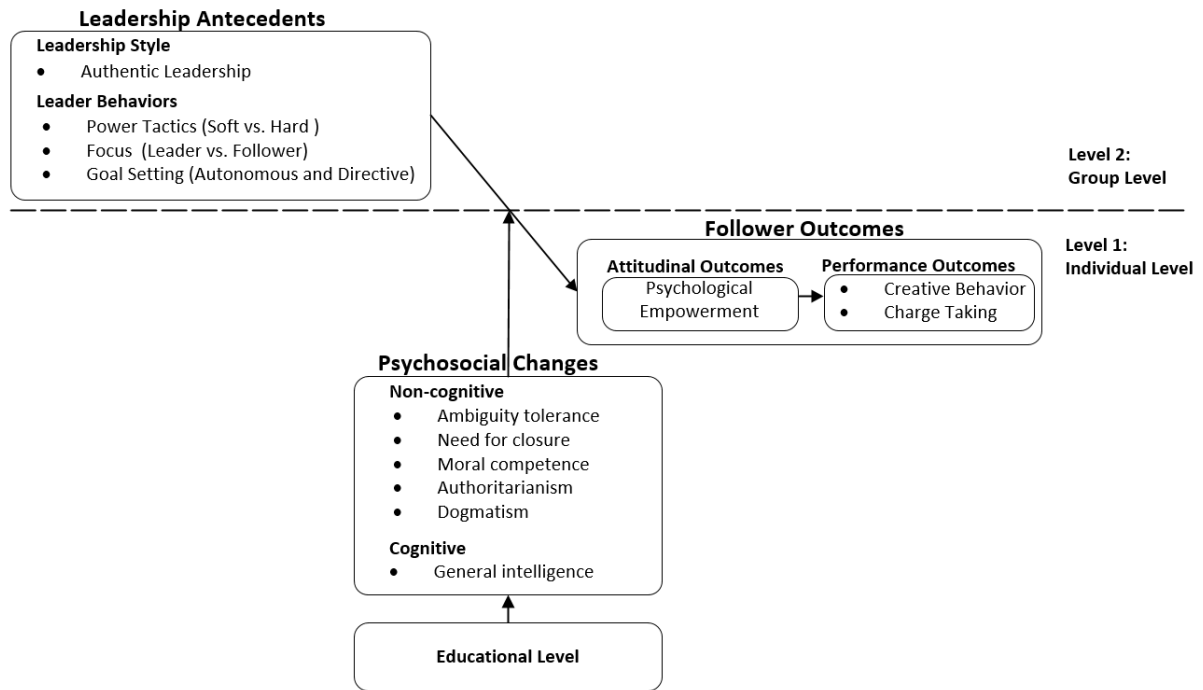 Leadership Antecedents
Leadership Style
• Authentic Leadership
Leader Behaviors
• Power Tactics (Soft vs. Hard )
• Focus (Leader vs. Follower)
• Goal Setting (Autonomous and Directive)
Level 2:
Group Level
Level 1:
Individual Level
Follower Outcomes
Attitudinal Outcomes
Psychological
Empowerment
Performance Outcomes
• Creative Behavior
• Charge Taking
Psychosocial Changes
Non-cognitive
• Ambiguity tolerance
• Need for closure
• Moral competence
• Authoritarianism
• Dogmatism
Cognitive
• General intelligence
Educational Level